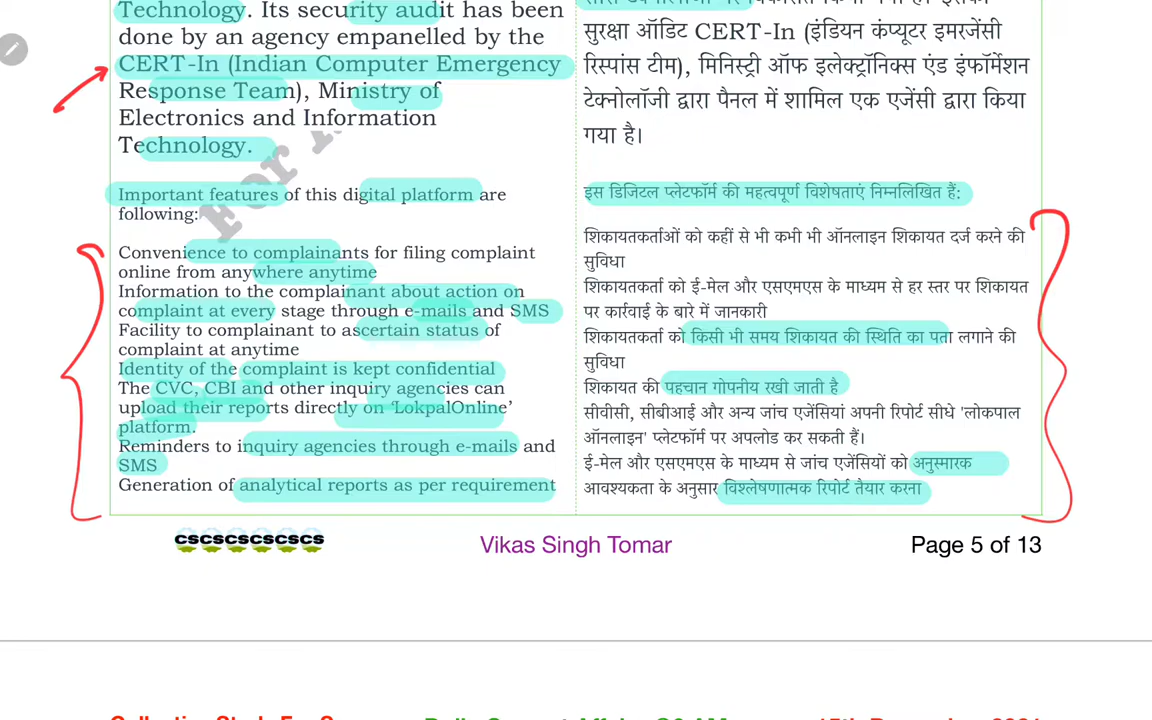 Technology. Its security audit has been
done by an agency empanelled by the
CERT-In (Indian Computer Emergency
Response Team), Ministry of
Electronics and Information
Technology.
Important features of this digital platform are
following:
Convenience to complainants for filing complaint
online from anywhere anytime
Information to the complainant about action on
complaint at every stage through e-mails and SMS
Facility to complainant to ascertain status of
complaint at anytime
Identity of the complaint is kept confidential
The CVC, CBI and other inquiry agencies can
upload their reports directly on ‘LokpalOnline’
platform.
Reminders to inquiry agencies through e-mails and
SMS
Generation of analytical reports as per requirement
सुरक्षा ऑडिट CERT-In (इंडियन कंप्यूटर इमरजेंसी
रिस्पांस टीम), मिनिस्ट्री ऑफ इलेक्ट्रॉनिक्स एंड इंफॉर्मेशन
टेक्नोलॉजी द्वारा पैनल में शामिल एक एजेंसी द्वारा किया
गया है।
इस डिजिटल प्लेटफॉर्म की महत्वपूर्ण विशेषताएं निम्नलिखित हैं:
शिकायतकर्ताओं को कहीं से भी कभी भी ऑनलाइन शिकायत दर्ज करने की
सुविधा
शिकायतकर्ता को ई-मेल और एसएमएस के माध्यम से हर स्तर पर शिकायत
पर कार्रवाई के बारे में जानकारी
शिकायतकर्ता को किसी भी समय शिकायत की स्थिति का पता लगाने की
सुविधा
शिकायत की पहचान गोपनीय रखी जाती है
सीवीसी, सीबीआई और अन्य जांच एजेंसियां अपनी रिपोर्ट सीधे 'लोकपाल
ऑनलाइन' प्लेटफॉर्म पर अपलोड कर सकती हैं।
ई-मेल और एसएमएस के माध्यम से जांच एजेंसियों को अनुस्मारक
आवश्यकता के अनुसार विश्लेषणात्मक रिपोर्ट तैयार करना
For
cscscscscscs
Vikas Singh Tomar
Page 5 of 13